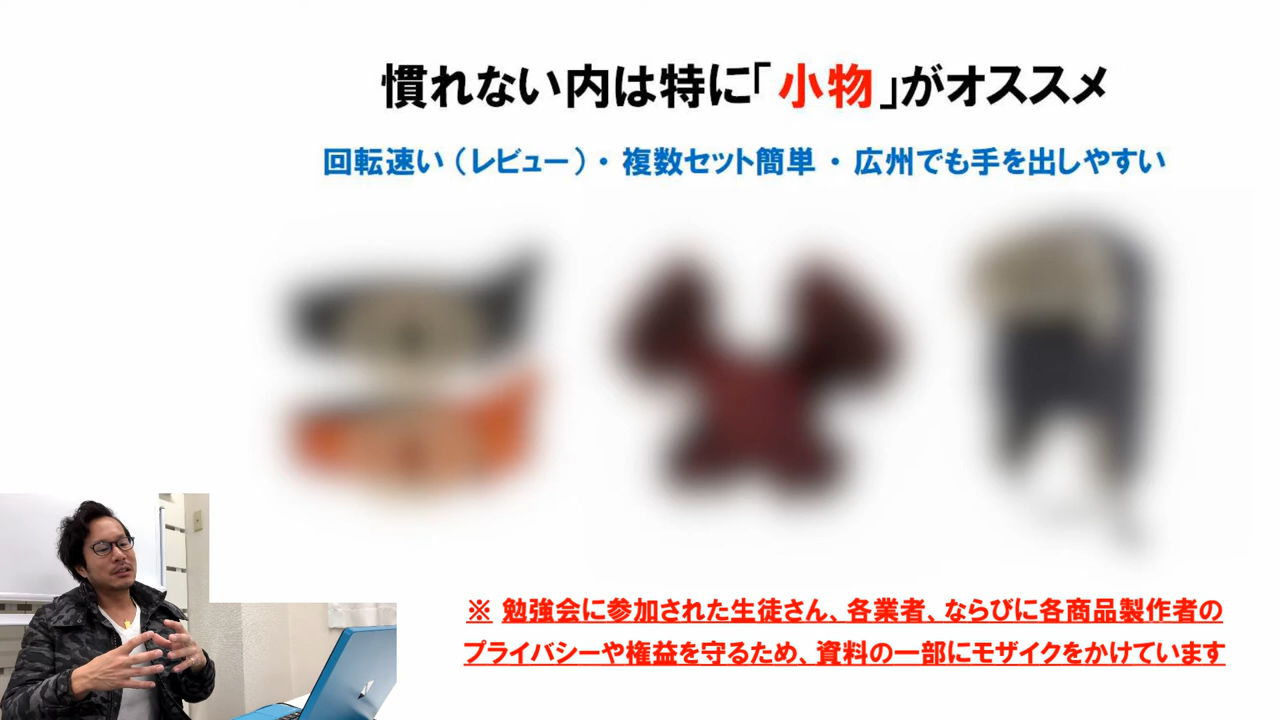 慣れない内は特に「小物」がオススメ
回転速い（レビュー）・複数セット簡単・広州でも手を出しやすい
※ 勉強会に参加された生徒さん、各業者、ならびに各商品製作者の
プライバシーや権益を守るため、資料の一部にモザイクをかけています